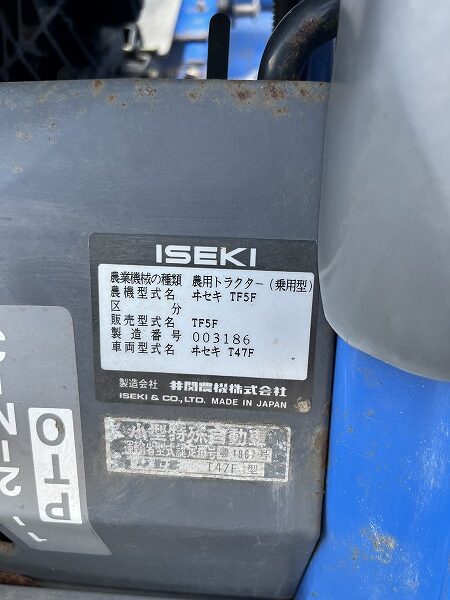 ISEKI
農業機械の種類 農用トラクター(乗用型)
農機型式名 ヰセキ TF5F
区分
販売型式名 TF5F
製造番号 003186
車両型式名 ヰセキ T47F
製造会社 井関農機株式会社
ISEKI & CO., LTD. MADE IN JAPAN
小型特殊自動車
T47F 型
PTO
1
2
N